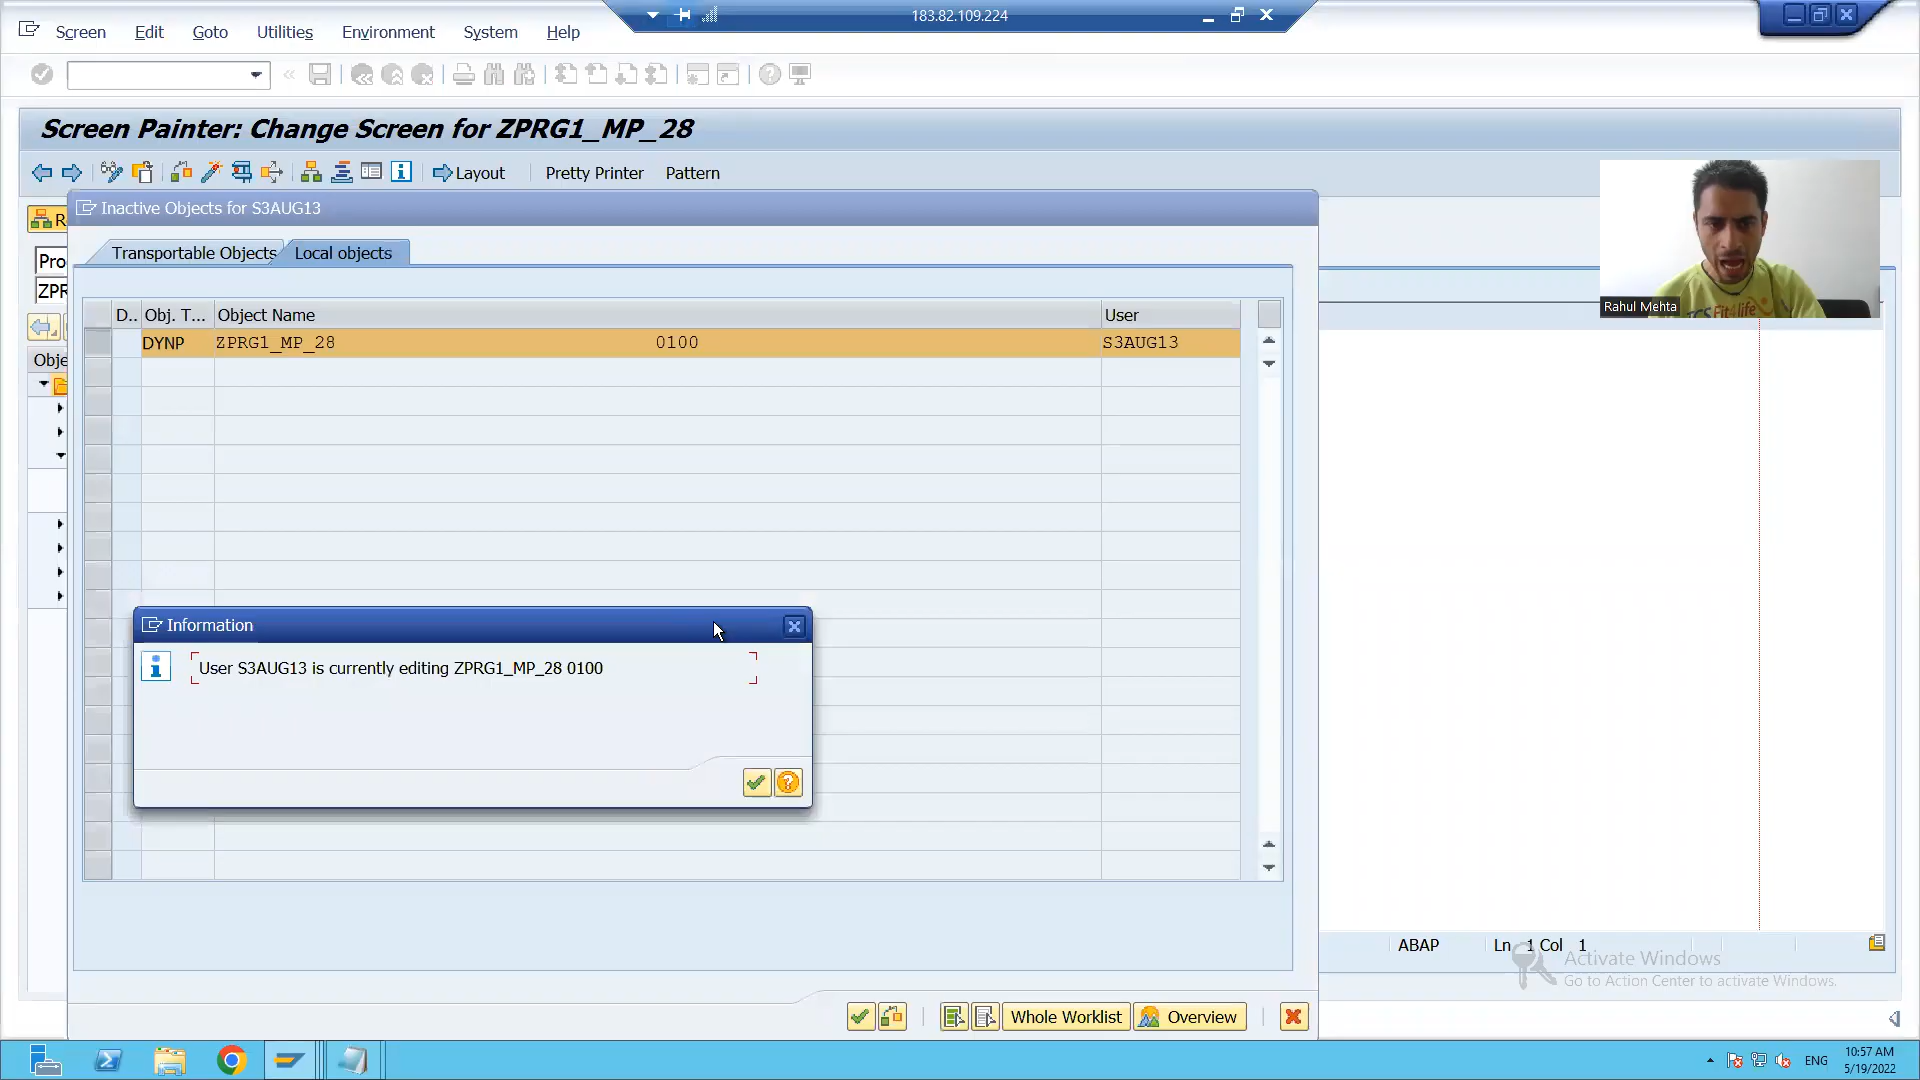 183.82.109.224
Screen Edit Goto Utilities Environment System Help
Screen Painter: Change Screen for ZPRG1_MP_28
Layout Pretty Printer Pattern
Inactive Objects for S3AUG13
Transportable Objects Local objects
D.. Obj. T... Object Name User
DYNP ZPRG1_MP_28 0100 S3AUG13
Pro
ZPR
Obje
Rahul Mehta
Information
User S3AUG13 is currently editing ZPRG1_MP_28 0100
ABAP Ln 1 Col 1
Activate Windows
Go to Action Center to activate Windows.
Whole Worklist Overview
ENG
10:57 AM
5/19/2022